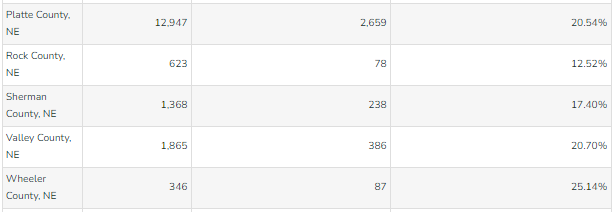 Platte County,
NE
12,947
2,659
20.54%
Rock County,
NE
623
78
12.52%
Sherman
County, NE
1,368
238
17.40%
Valley County,
NE
1,865
386
20.70%
Wheeler
County, NE
346
87
25.14%